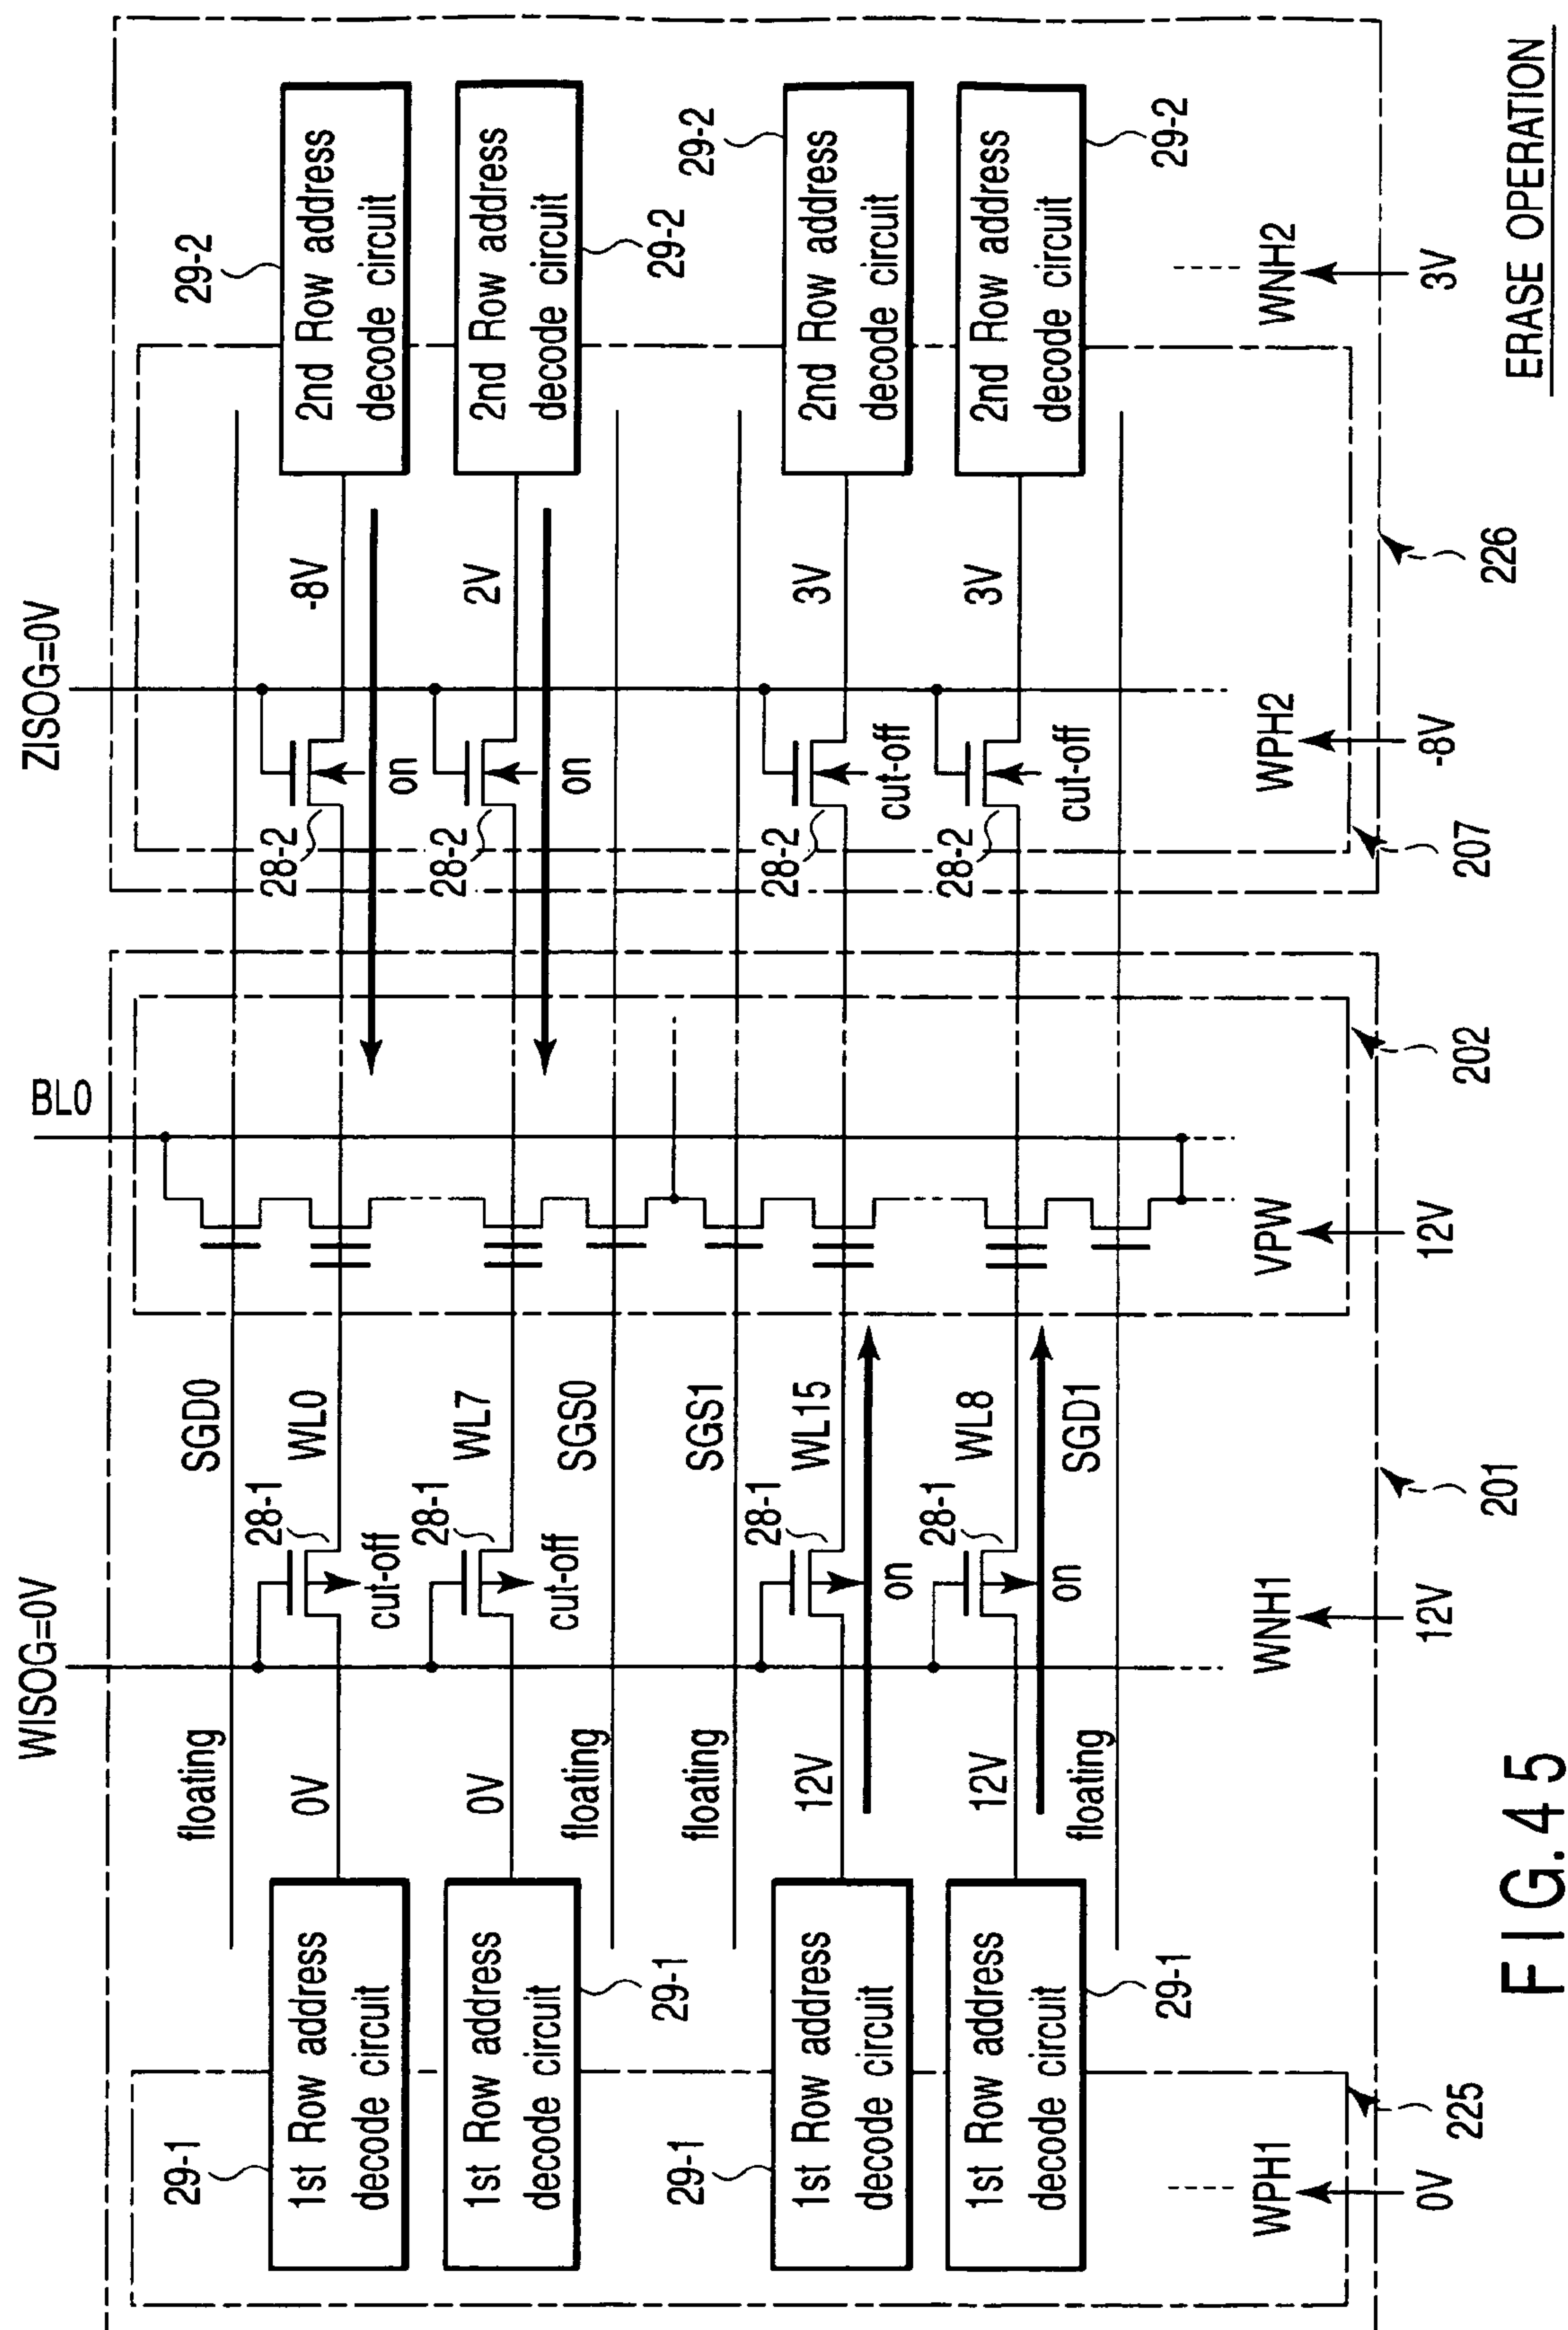 WISOG=0V
BL0
ZISOG=0V
floating
SGD0
29-1
1st Row address
decode circuit
0V
28-1
cut-off
WL0
28-2
on
-8V
2nd Row address
decode circuit
29-2
1st Row address
decode circuit
29-1
0V
28-1
cut-off
WL7
28-2
on
2V
2nd Row address
decode circuit
29-2
floating
SGS0
floating
SGS1
29-1
1st Row address
decode circuit
12V
28-1
on
WL15
28-2
cut-off
3V
2nd Row address
decode circuit
29-2
1st Row address
decode circuit
29-1
12V
28-1
on
WL8
28-2
cut-off
3V
2nd Row address
decode circuit
29-2
floating
SGD1
WPH1
0V
WNH1
12V
VPW
12V
WPH2
-8V
WNH2
3V
225
201
202
207
226
FIG. 45
ERASE OPERATION